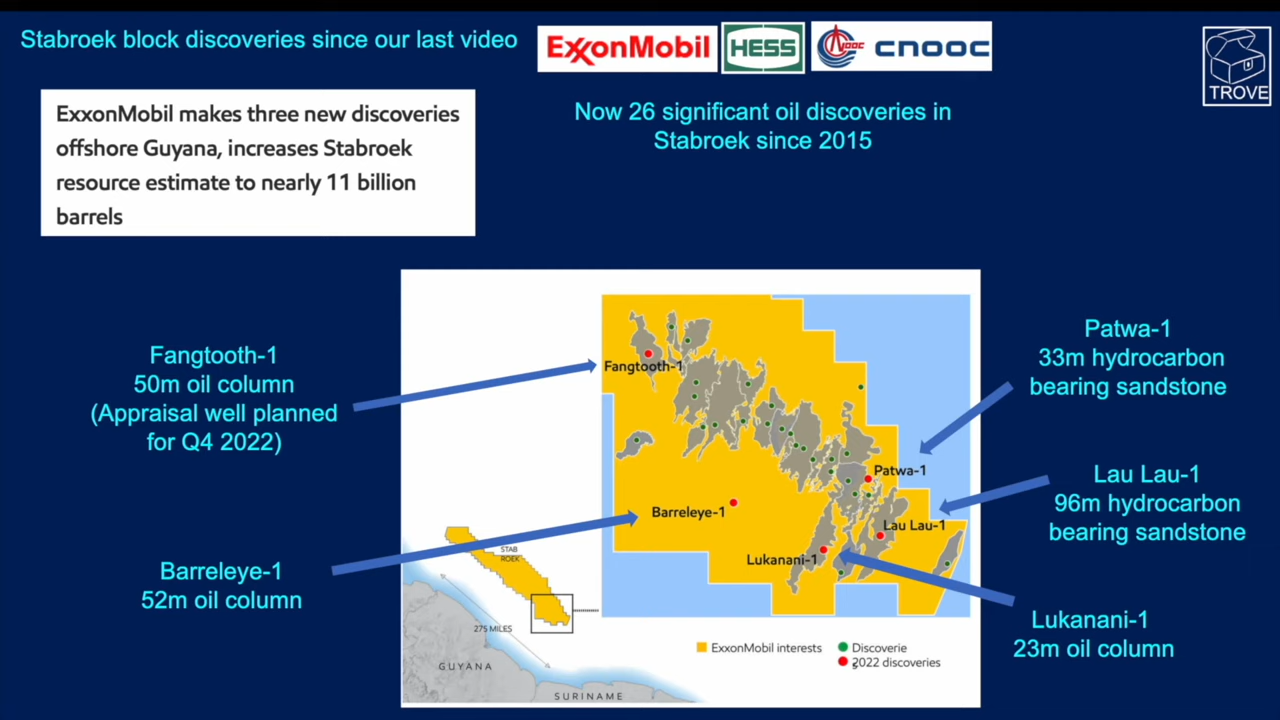 Stabroek block discoveries since our last video
ExxonMobil
HESS
CNOOC
CNOOC
TROVE
ExxonMobil makes three new discoveries
offshore Guyana, increases Stabroek
resource estimate to nearly 11 billion
barrels
Now 26 significant oil discoveries in
Stabroek since 2015
Fangtooth-1
50m oil column
(Appraisal well planned
for Q4 2022)
Barreleye-1
52m oil column
Fangtooth-1
Patwa-1
Barreleye-1
Lau Lau-1
Lukanani-1
STAB
ROEK
275 MILES
GUYANA
SURINAME
ExxonMobil interests
Discoverie
s
2022 discoveries
Patwa-1
33m hydrocarbon
bearing sandstone
Lau Lau-1
96m hydrocarbon
bearing sandstone
Lukanani-1
23m oil column